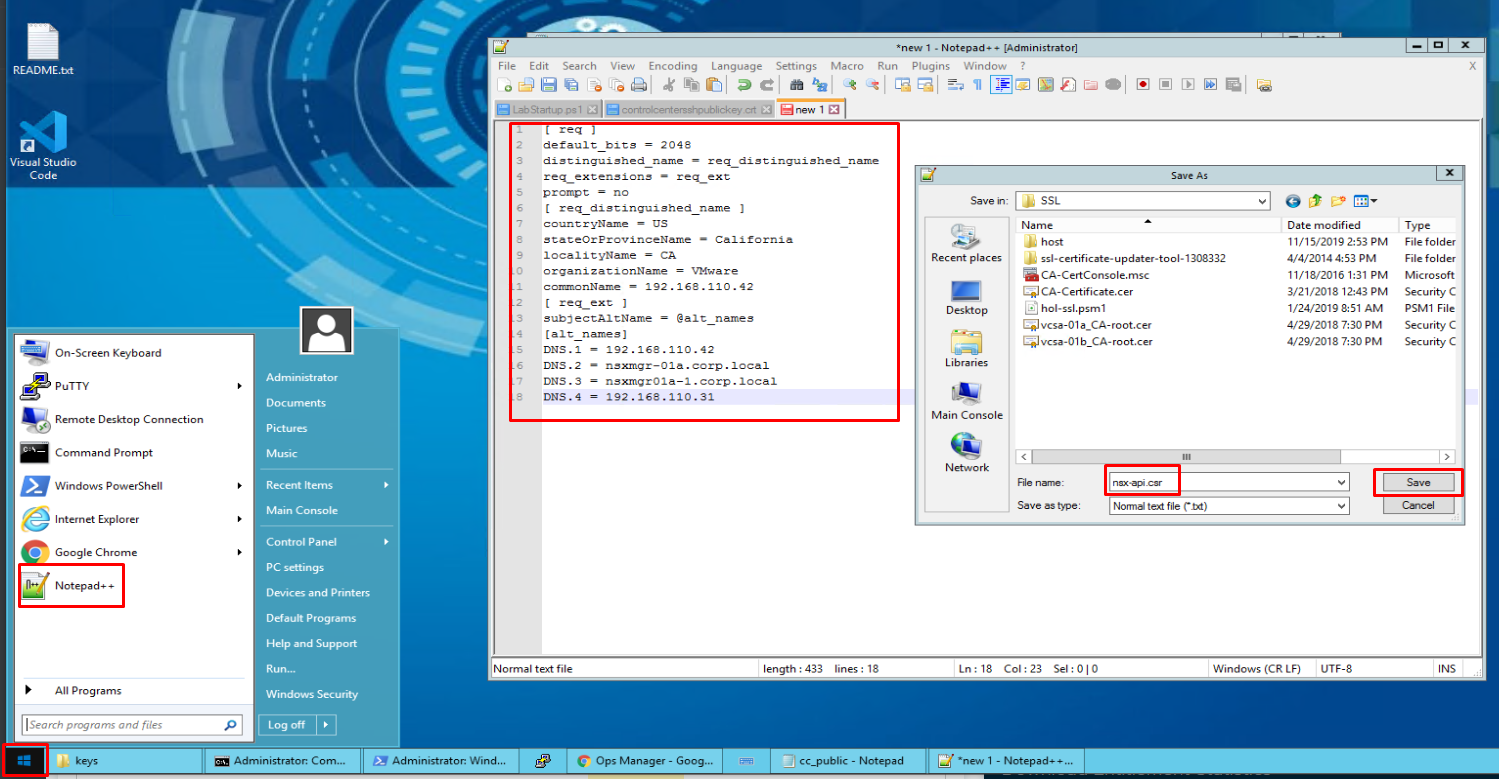 README.txt
Visual Studio
Code
*new 1 - Notepad++ [Administrator]
File Edit Search View Encoding Language Settings Macro Run Plugins Window ? X
LabStartup.ps1 controlcentersshpublickey.crt new 1
1 [ req ]
2 default_bits = 2048
3 distinguished_name = req_distinguished_name
4 req_extensions = req_ext
5 prompt = no
6 [ req_distinguished_name ]
7 countryName = US
8 stateOrProvinceName = California
9 localityName = CA
10 organizationName = VMware
11 commonName = 192.168.110.42
12 [ req_ext ]
13 subjectAltName = @alt_names
14 [alt_names]
15 DNS.1 = 192.168.110.42
16 DNS.2 = nsxmgr-01a.corp.local
17 DNS.3 = nsxmgr01a-1.corp.local
18 DNS.4 = 192.168.110.31
Normal text file length : 433 lines : 18 Ln : 18 Col : 23 Sel : 0 | 0 Windows (CR LF) UTF-8 INS
Save As
Save in: SSL
Name Date modified Type
host 11/15/2019 2:53 PM File folder
ssl-certificate-updater-tool-1308332 4/4/2014 4:53 PM File folder
CA-CertConsole.msc 11/18/2016 1:31 PM Microsoft
CA-Certificate.cer 3/21/2018 12:43 PM Security C
hol-ssl.psm1 1/24/2019 8:51 AM PSM1 File
vcsa-01a_CA-root.cer 4/29/2018 7:30 PM Security C
vcsa-01b_CA-root.cer 4/29/2018 7:30 PM Security C
Recent places
Desktop
Libraries
Main Console
Network
File name: nsx-api.csr Save
Save as type: Normal text file (*.txt) Cancel
On-Screen Keyboard
PuTTY
Remote Desktop Connection
Command Prompt
Windows PowerShell
Internet Explorer
Google Chrome
Notepad++
All Programs
Search programs and files
Administrator
Documents
Pictures
Music
Recent Items
Main Console
Control Panel
PC settings
Devices and Printers
Default Programs
Help and Support
Run...
Windows Security
Log off
keys
Administrator: Com...
Administrator: Wind...
Ops Manager - Goog...
cc_public - Notepad
*new 1 - Notepad++...